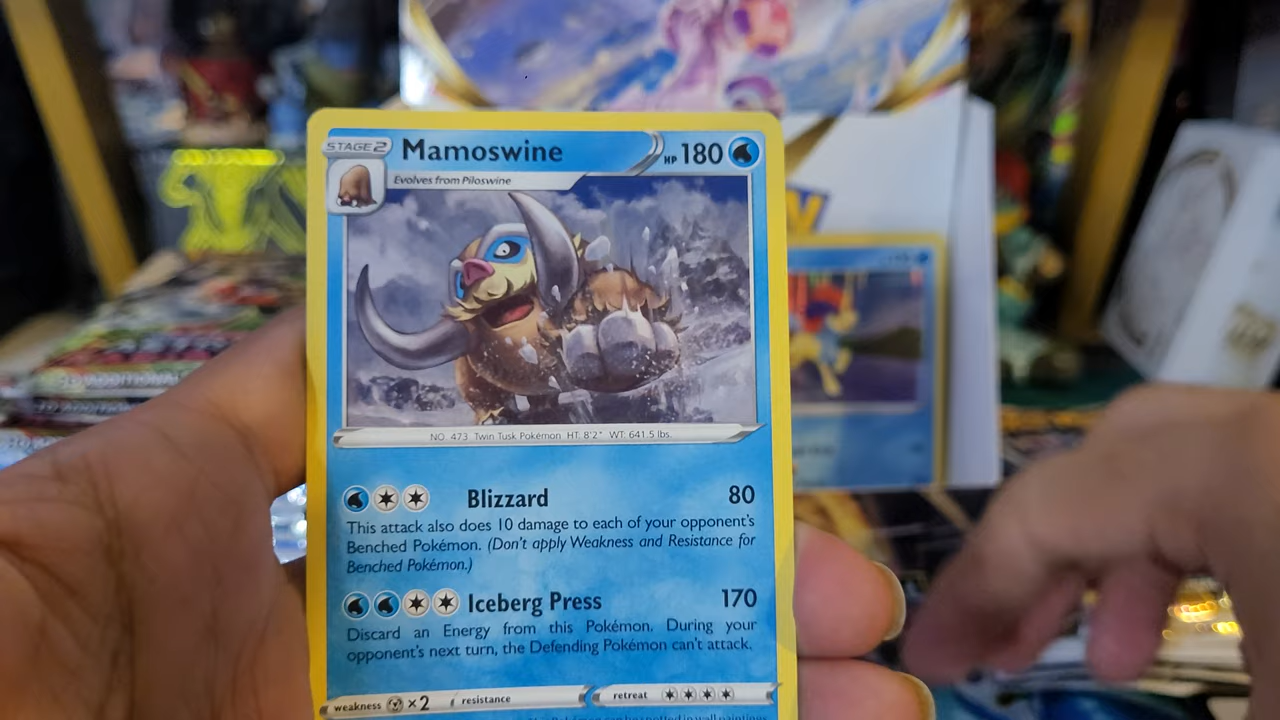 STAGE 2 Mamoswine HP 180
Evolves from Piloswine
NO. 473 Twin Tusk Pokémon HT: 8'2" WT: 641.5 lbs.
Blizzard 80
This attack also does 10 damage to each of your opponent's
Benched Pokémon. (Don't apply Weakness and Resistance for
Benched Pokémon.)
Iceberg Press 170
Discard an Energy from this Pokémon. During your
opponent's next turn, the Defending Pokémon can't attack.
weakness ×2 resistance retreat